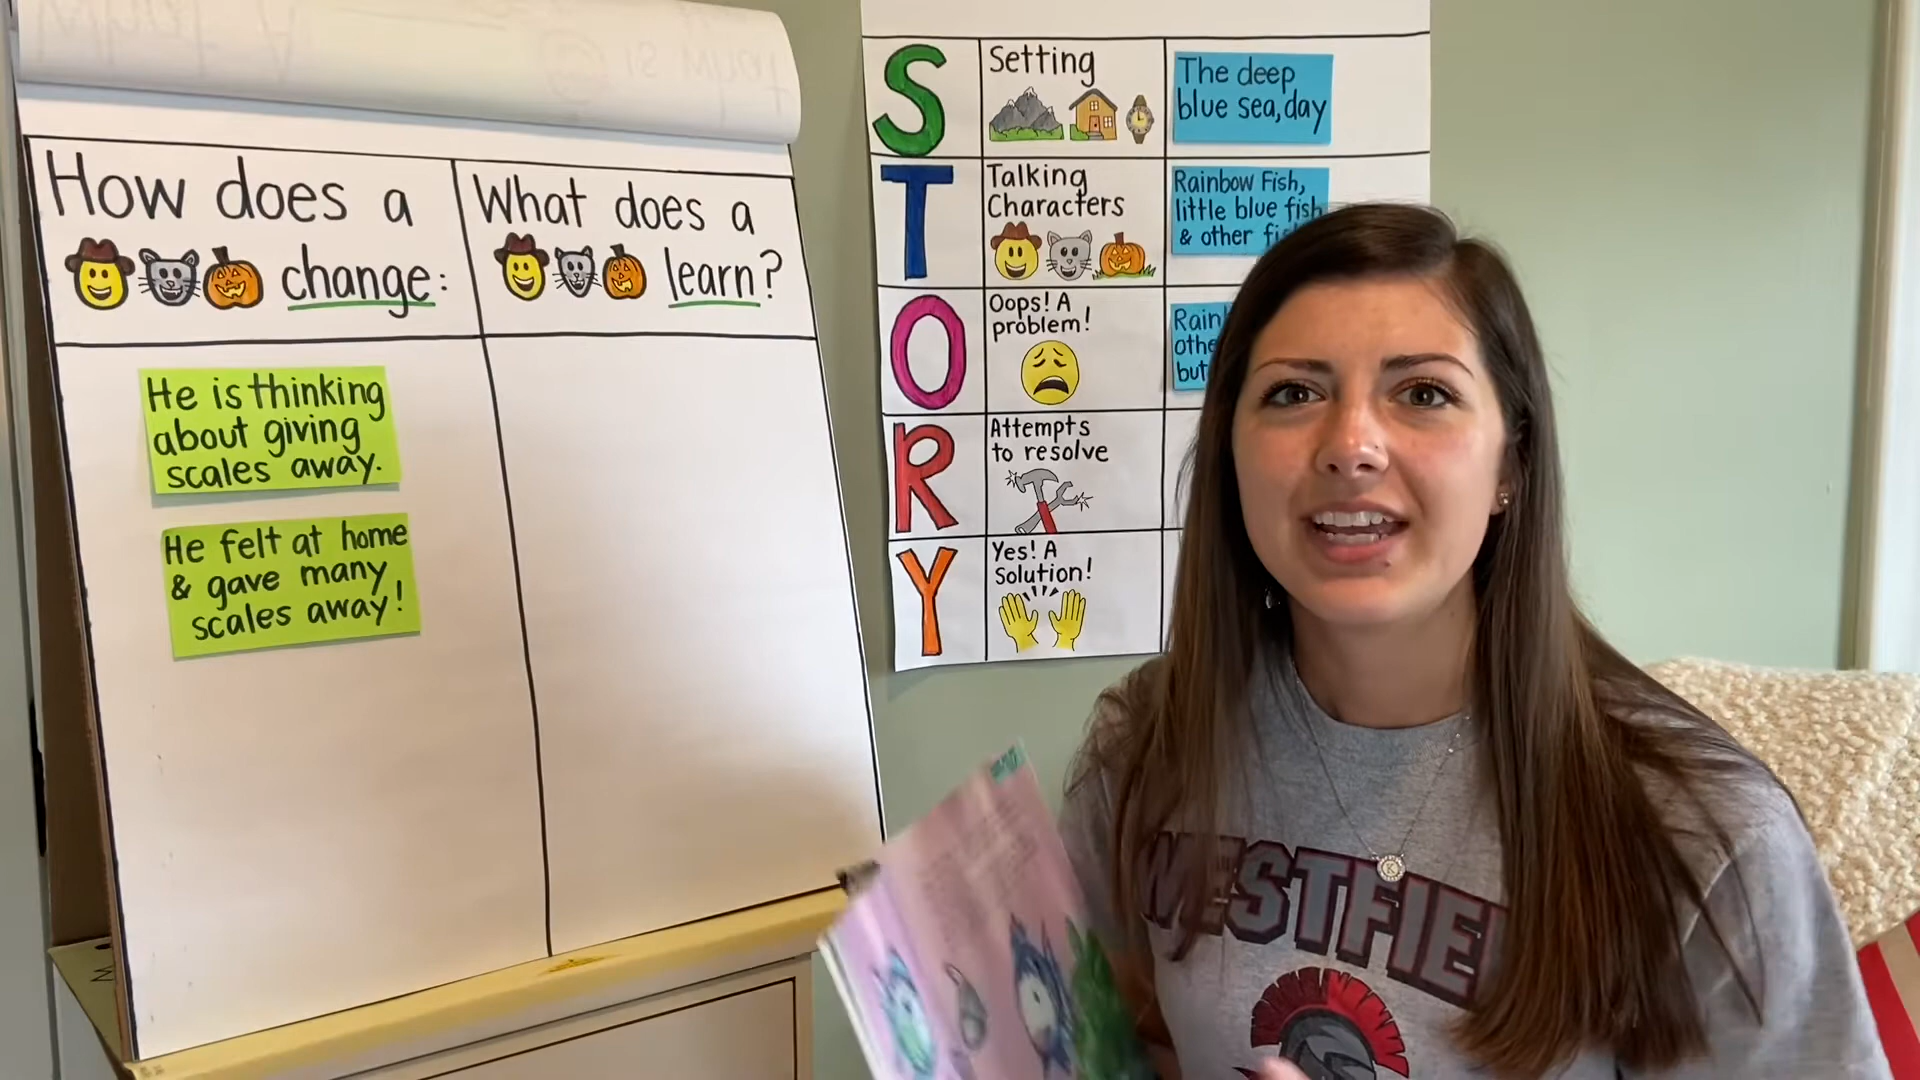 How does a
change:
What does a
learn?
He is thinking
about giving
scales away.
He felt at home
& gave many
scales away!
S
Setting
The deep
blue sea, day
T
Talking
Characters
Rainbow Fish,
little blue fish
& other
O
Oops! A
problem!
but
R
Attempts
to resolve
Y
Yes! A
Solution!